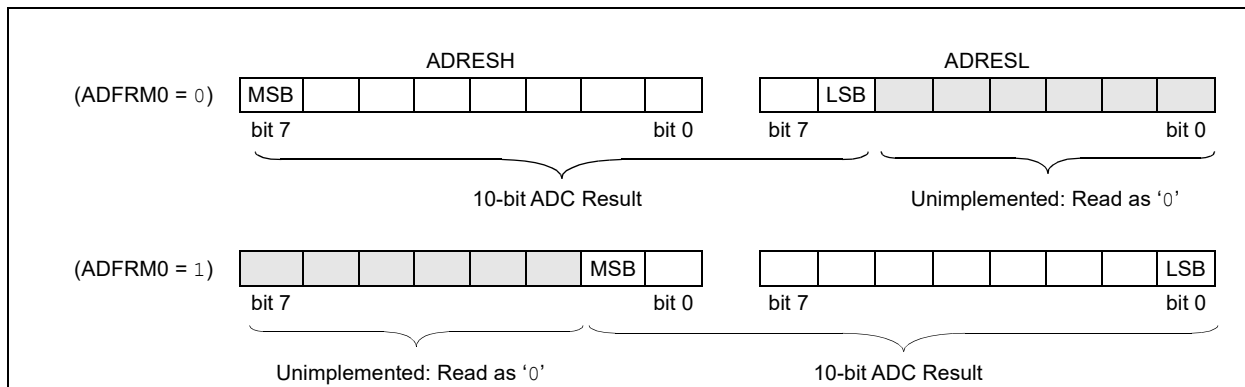 ADRESH ADRESL
(ADFRM0 = 0) MSB LSB
bit 7 bit 0 bit 7 bit 0
10-bit ADC Result Unimplemented: Read as ‘0’
(ADFRM0 = 1) MSB LSB
bit 7 bit 0 bit 7 bit 0
Unimplemented: Read as ‘0’ 10-bit ADC Result